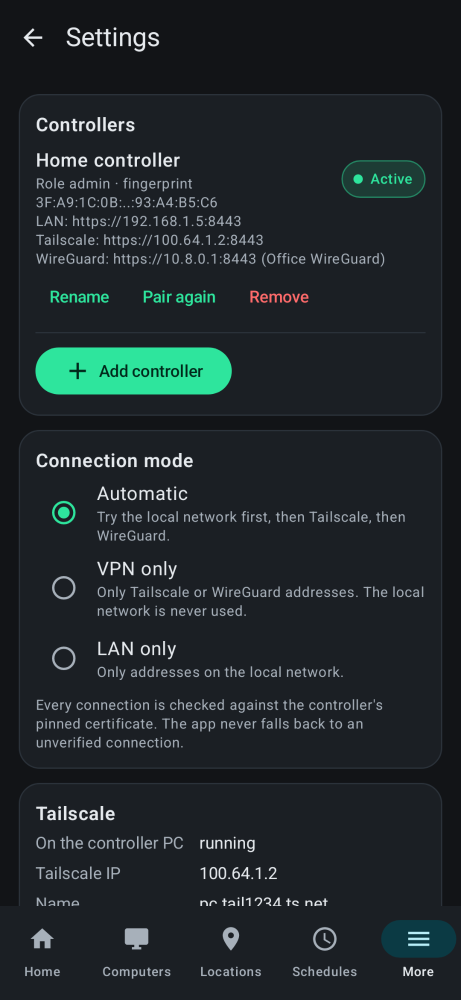 Settings
Controllers
Home controller
Role admin · fingerprint
3F:A9:1C:0B:..:93:A4:B5:C6
LAN: https://192.168.1.5:8443
Tailscale: https://100.64.1.2:8443
WireGuard: https://10.8.0.1:8443 (Office WireGuard)
Active
Rename Pair again Remove
Add controller
Connection mode
Automatic
Try the local network first, then Tailscale, then
WireGuard.
VPN only
Only Tailscale or WireGuard addresses. The local
network is never used.
LAN only
Only addresses on the local network.
Every connection is checked against the controller's
pinned certificate. The app never falls back to an
unverified connection.
Tailscale
On the controller PC running
Tailscale IP 100.64.1.2
Name pc.tail1234.ts.net
Home Computers Locations Schedules More